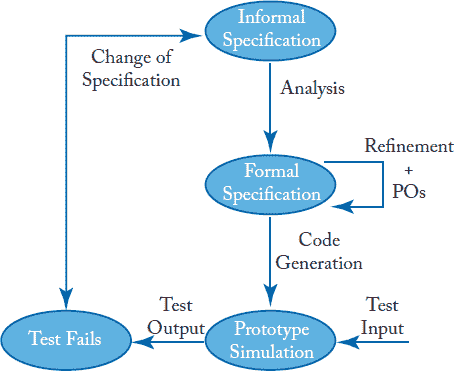 Informal
Specification
Change of
Specification
Analysis
Refinement
+
POs
Formal
Specification
Code
Generation
Test
Output
Test
Input
Test Fails
Prototype
Simulation